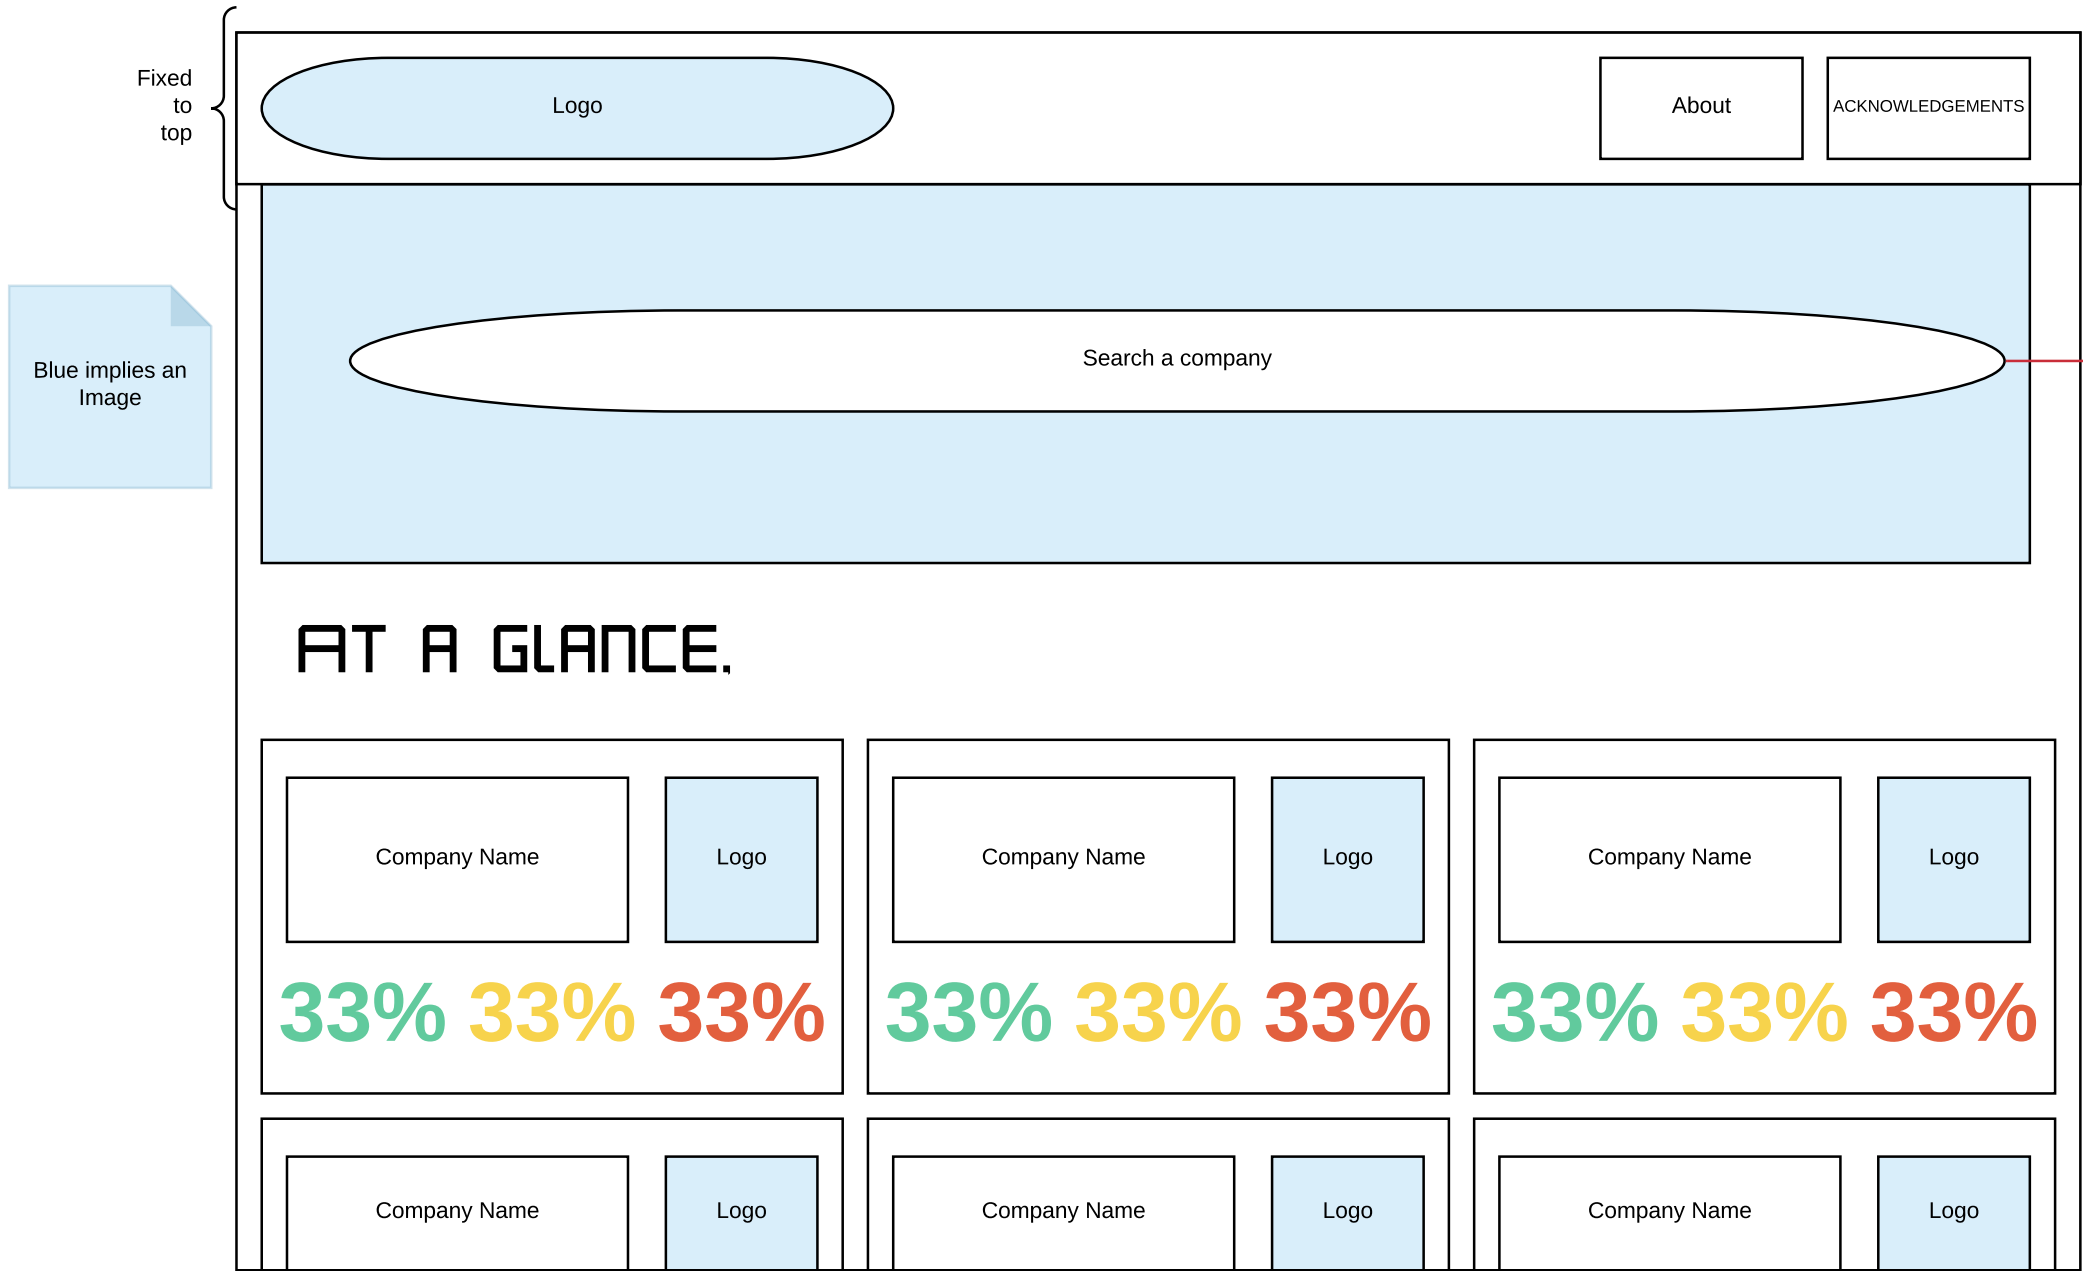 Fixed
to
top
Logo
About
ACKNOWLEDGEMENTS
Blue implies an
Image
Search a company
AT A GLANCE.
Company Name
Logo
Company Name
Logo
Company Name
Logo
33% 33% 33%
33% 33% 33%
33% 33% 33%
Company Name
Logo
Company Name
Logo
Company Name
Logo